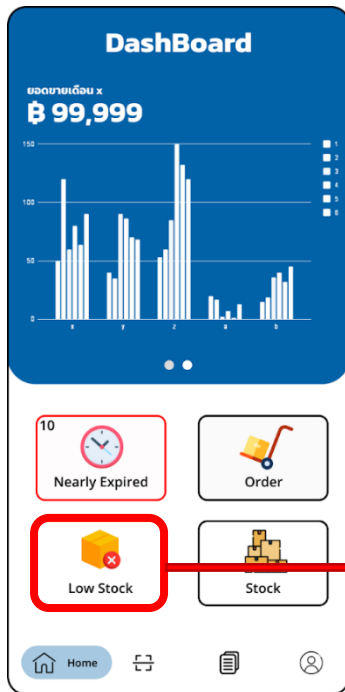 DashBoard
ยอดขายเดือน x
฿ 99,999
150
1
2
3
4
5
6
100
50
0
x
y
z
a
b
10
Nearly Expired
Order
Low Stock
Stock
Home